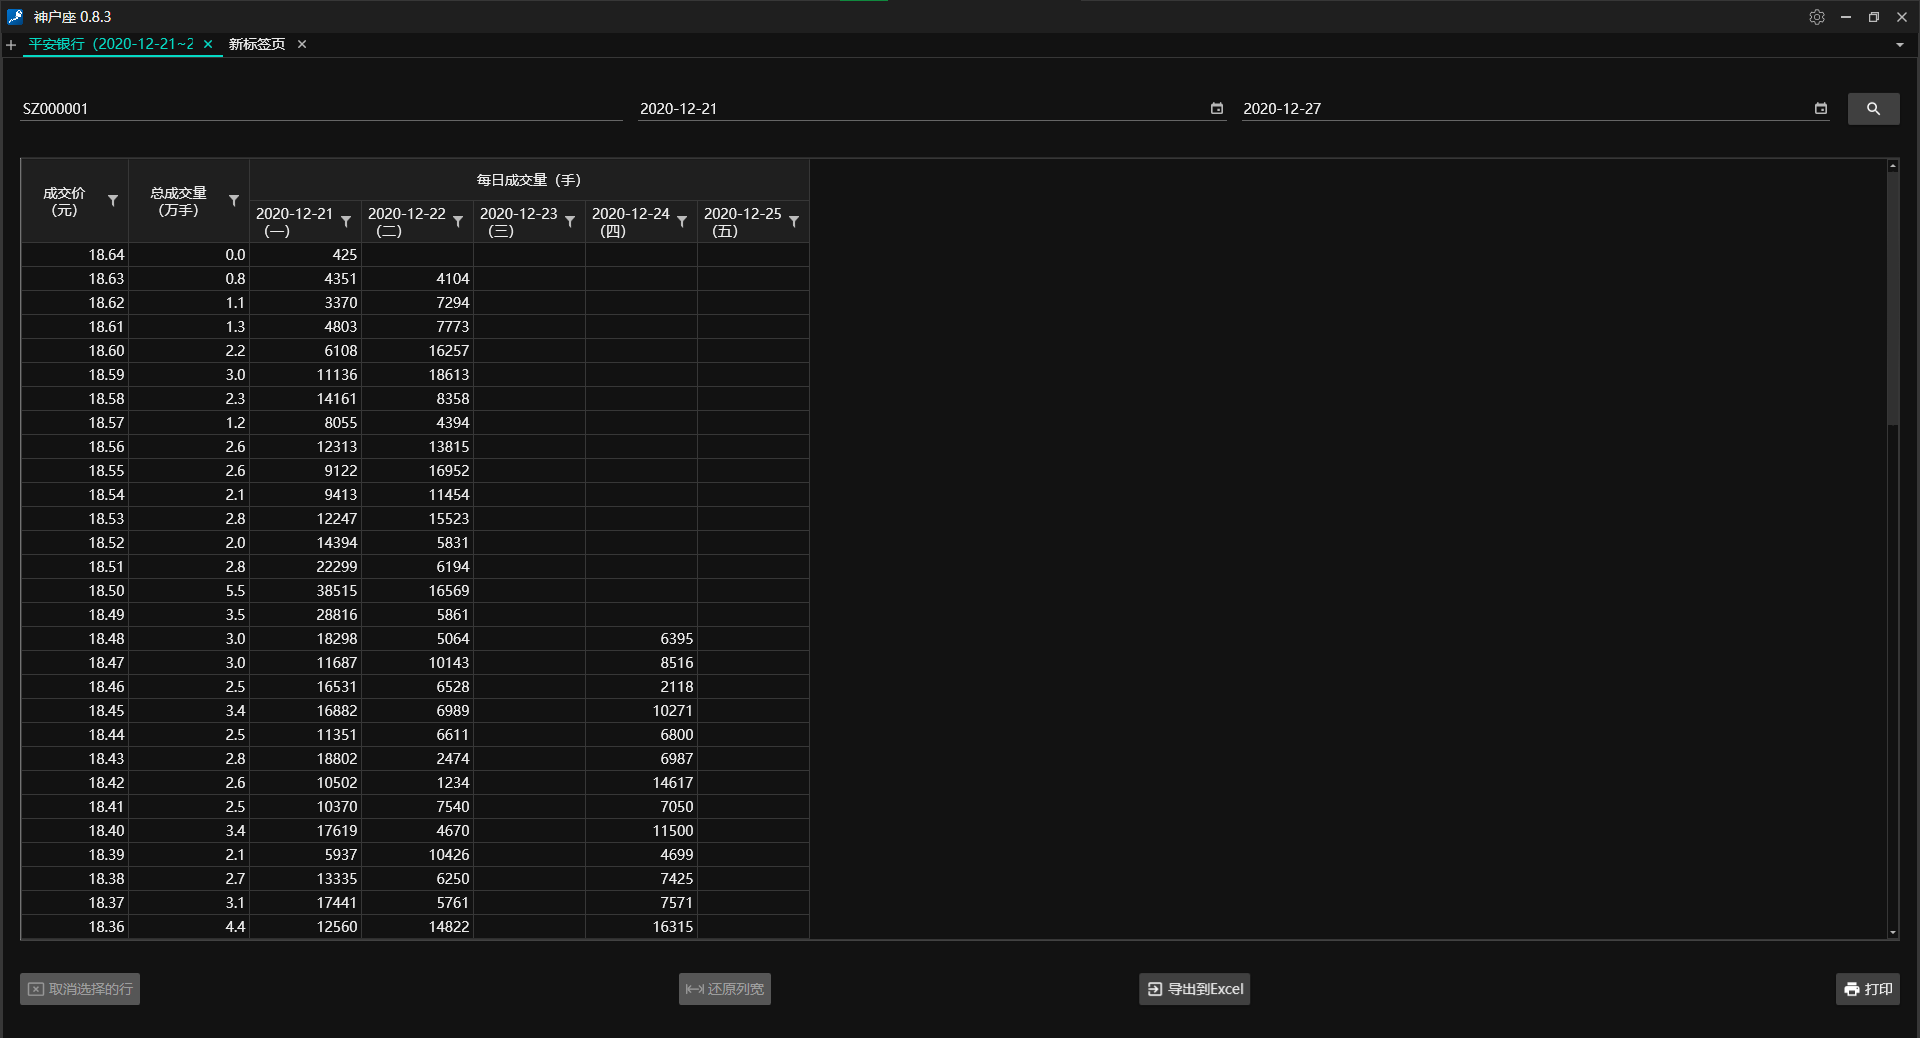 神户座 0.8.3
平安银行（2020-12-21~2
新标签页
SZ000001
2020-12-21
2020-12-27
成交价
（元）
总成交量
（万手）
每日成交量（手）
2020-12-21
（一）
2020-12-22
（二）
2020-12-23
（三）
2020-12-24
（四）
2020-12-25
（五）
18.64 0.0 425
18.63 0.8 4351 4104
18.62 1.1 3370 7294
18.61 1.3 4803 7773
18.60 2.2 6108 16257
18.59 3.0 11136 18613
18.58 2.3 14161 8358
18.57 1.2 8055 4394
18.56 2.6 12313 13815
18.55 2.6 9122 16952
18.54 2.1 9413 11454
18.53 2.8 12247 15523
18.52 2.0 14394 5831
18.51 2.8 22299 6194
18.50 5.5 38515 16569
18.49 3.5 28816 5861
18.48 3.0 18298 5064 6395
18.47 3.0 11687 10143 8516
18.46 2.5 16531 6528 2118
18.45 3.4 16882 6989 10271
18.44 2.5 11351 6611 6800
18.43 2.8 18802 2474 6987
18.42 2.6 10502 1234 14617
18.41 2.5 10370 7540 7050
18.40 3.4 17619 4670 11500
18.39 2.1 5937 10426 4699
18.38 2.7 13335 6250 7425
18.37 3.1 17441 5761 7571
18.36 4.4 12560 14822 16315
取消选择的行
还原列宽
导出到Excel
打印